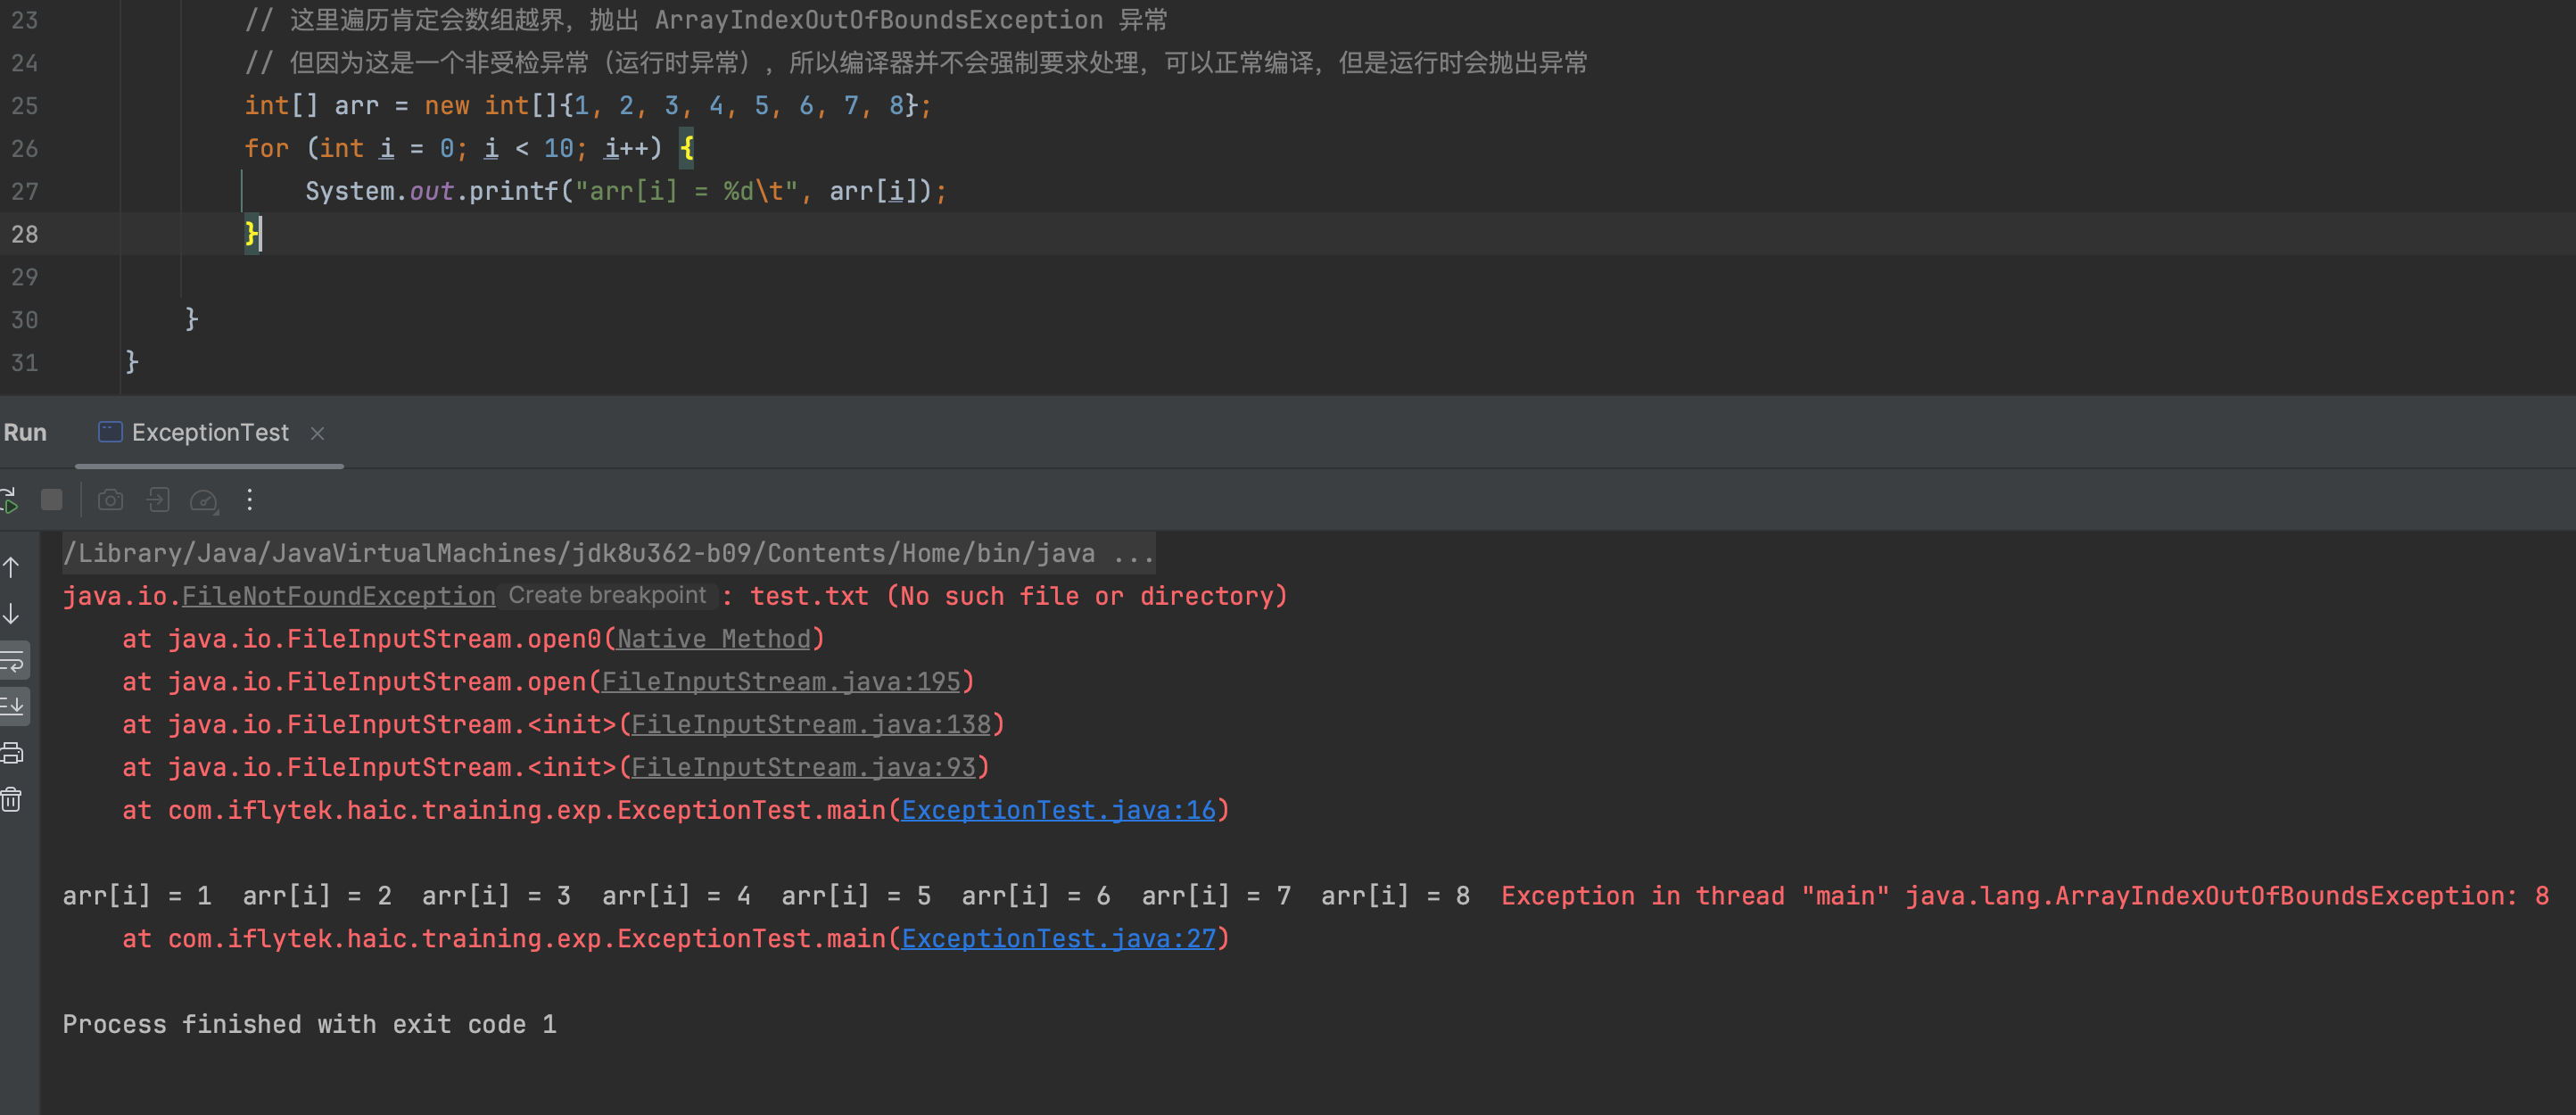 23 // 这里遍历肯定会数组越界，抛出 ArrayIndexOutOfBoundsException 异常
24 // 但因为这是一个非受检异常（运行时异常），所以编译器并不会强制要求处理，可以正常编译，但是运行时会抛出异常
25 int[] arr = new int[]{1, 2, 3, 4, 5, 6, 7, 8};
26 for (int i = 0; i < 10; i++) {
27 System.out.printf("arr[i] = %d\t", arr[i]);
28 }
29
30 }
31 }
Run ExceptionTest
/Library/Java/JavaVirtualMachines/jdk8u362-b09/Contents/Home/bin/java ...
java.io.FileNotFoundException Create breakpoint : test.txt (No such file or directory)
at java.io.FileInputStream.open0(Native Method)
at java.io.FileInputStream.open(FileInputStream.java:195)
at java.io.FileInputStream.<init>(FileInputStream.java:138)
at java.io.FileInputStream.<init>(FileInputStream.java:93)
at com.iflytek.haic.training.exp.ExceptionTest.main(ExceptionTest.java:16)
arr[i] = 1 arr[i] = 2 arr[i] = 3 arr[i] = 4 arr[i] = 5 arr[i] = 6 arr[i] = 7 arr[i] = 8 Exception in thread "main" java.lang.ArrayIndexOutOfBoundsException: 8
at com.iflytek.haic.training.exp.ExceptionTest.main(ExceptionTest.java:27)
Process finished with exit code 1